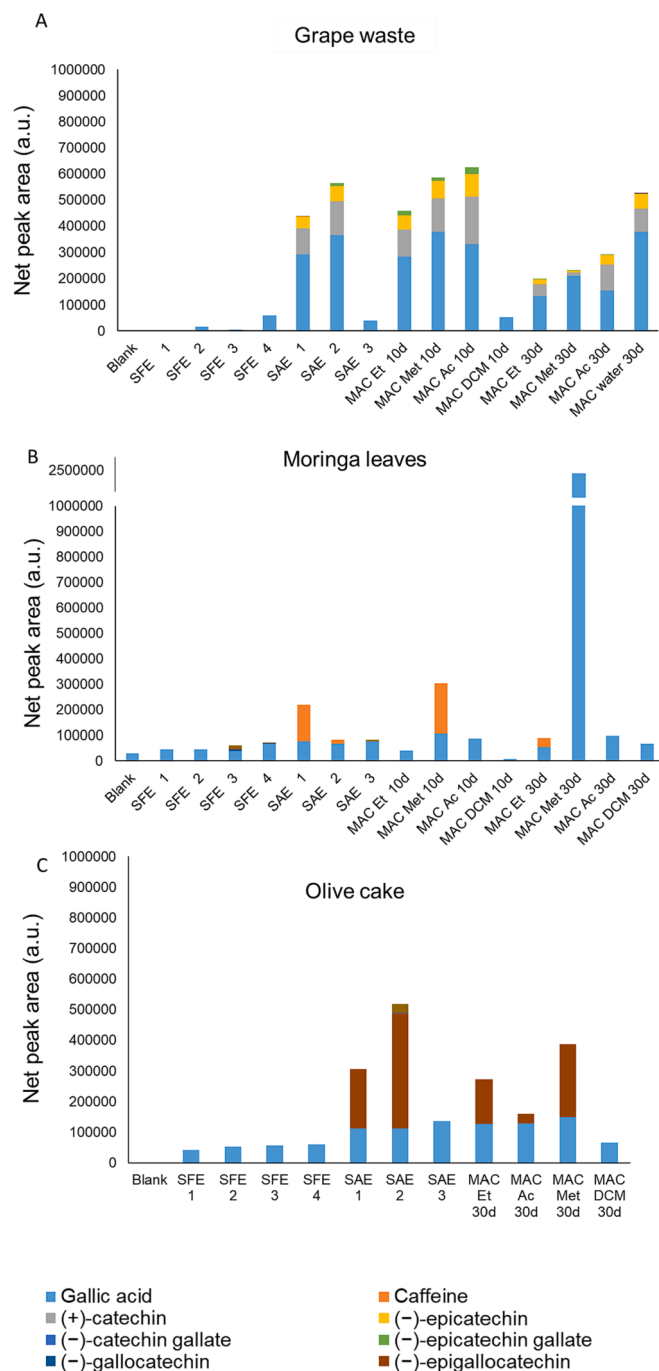 A
Grape waste
Net peak area (a.u.)
1000000
900000
800000
700000
600000
500000
400000
300000
200000
100000
0
Blank
SFE 1
SFE 2
SFE 3
SFE 4
SAE 1
SAE 2
SAE 3
MAC Et 10d
MAC Met 10d
MAC Ac 10d
MAC DCM 10d
MAC Et 30d
MAC Met 30d
MAC Ac 30d
MAC water 30d
B
Moringa leaves
Net peak area (a.u.)
2500000
1000000
900000
800000
700000
600000
500000
400000
300000
200000
100000
0
Blank
SFE 1
SFE 2
SFE 3
SFE 4
SAE 1
SAE 2
SAE 3
MAC Et 10d
MAC Met 10d
MAC Ac 10d
MAC DCM 10d
MAC Et 30d
MAC Met 30d
MAC Ac 30d
MAC DCM 30d
C
Olive cake
Net peak area (a.u.)
1000000
900000
800000
700000
600000
500000
400000
300000
200000
100000
0
Blank SFE SFE SFE SFE SAE SAE SAE MAC MAC MAC MAC
1 2 3 4 1 2 3 Et Ac Met DCM
30d 30d 30d 30d
Gallic acid Caffeine
(+)-catechin (−)-epicatechin
(−)-catechin gallate (−)-epicatechin gallate
(−)-gallocatechin (−)-epigallocatechin